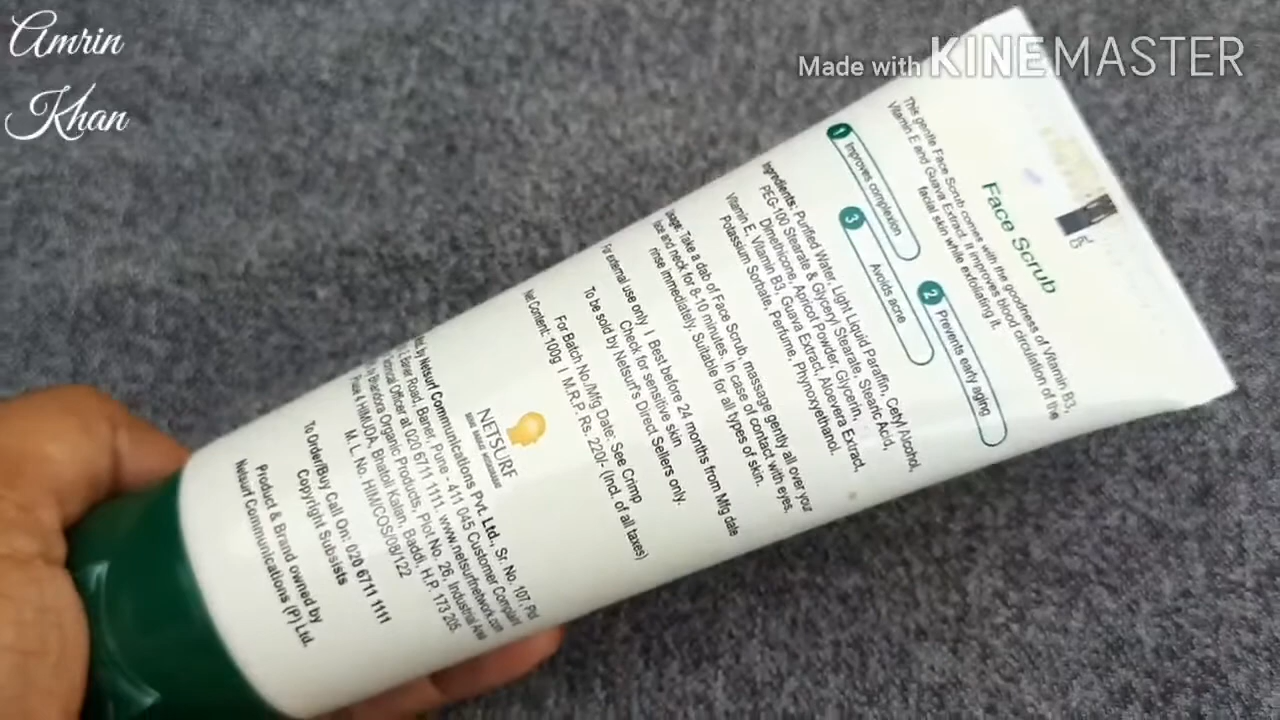 Amrin
Khan
Made with KINEMASTER
Face Scrub
This gentle Face Scrub comes with the goodness of Vitamin B3,
Vitamin E and Guava Extract. It improves blood circulation of the
facial skin while exfoliating it.
1 Improves complexion
2 Prevents early aging
3 Avoids acne
Ingredients: Purified Water, Light Liquid Paraffin, Cetyl Alcohol,
PEG-100 Stearate & Glyceryl Stearate, Stearic Acid,
Dimethicone, Apricot Powder, Glycerin,
Vitamin E, Vitamin B3, Guava Extract, Aloevera Extract,
Potassium Sorbate, Perfume, Phynoxyethanol.
Usage: Take a dab of Face Scrub, massage gently all over your
face and neck for 8-10 minutes. In case of contact with eyes,
rinse immediately. Suitable for all types of skin.
For external use only I Best before 24 months from Mfg date
Check for sensitive skin
To be sold by Netsurf's Direct Sellers only.
For Batch No./Mfg Date: See Crimp
Net Content: 100g I M.R.P. Rs. 220/- (Incl. of all taxes)
NETSURF
by Netsurf Communications Pvt. Ltd., Sr. No. 107,
Baner Road, Baner, Pune - 411 045 Customer Complaint
Officer at 020 6711 1111. www.netsurfnetwork.com
Brandora Organic Products, Plot No. 26, Industrial Area
HIMUDA, Bhatoli Kalan, Baddi, H.P. 173 205.
M. L. No. HIM/COS/08/122
To Order/Buy Call On: 020 6711 1111
Copyright Subsists
Product & Brand owned by
Netsurf Communications (P) Ltd.